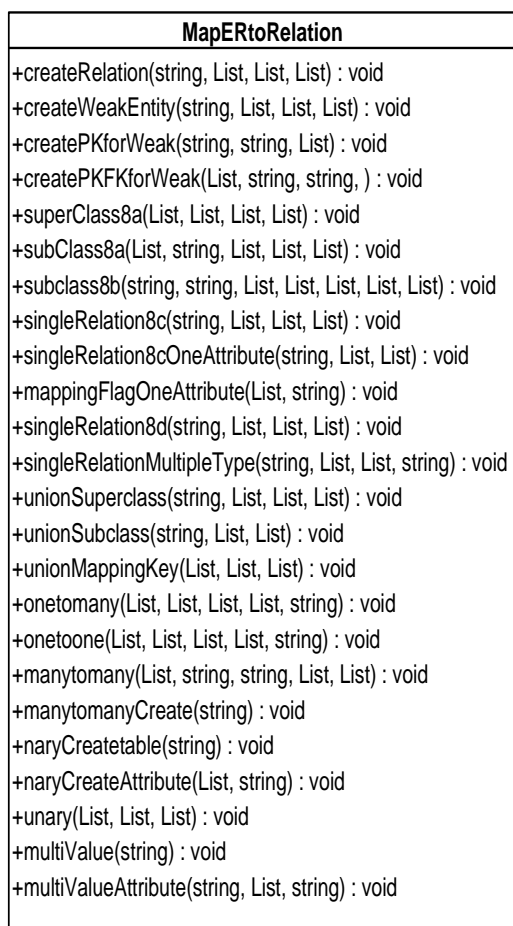 MapERtoRelation
+createRelation(string, List, List, List) : void
+createWeakEntity(string, List, List, List) : void
+createPKforWeak(string, string, List) : void
+createPKFKforWeak(List, string, string, ) : void
+superClass8a(List, List, List, List) : void
+subClass8a(List, string, List, List, List) : void
+subclass8b(string, string, List, List, List, List, List) : void
+singleRelation8c(string, List, List, List) : void
+singleRelation8cOneAttribute(string, List, List) : void
+mappingFlagOneAttribute(List, string) : void
+singleRelation8d(string, List, List, List) : void
+singleRelationMultipleType(string, List, List, string) : void
+unionSuperclass(string, List, List, List) : void
+unionSubclass(string, List, List) : void
+unionMappingKey(List, List, List) : void
+onetomany(List, List, List, List, string) : void
+onetoone(List, List, List, List, string) : void
+manytomany(List, string, string, List, List) : void
+manytomanyCreate(string) : void
+naryCreatetable(string) : void
+naryCreateAttribute(List, string) : void
+unary(List, List, List) : void
+multiValue(string) : void
+multiValueAttribute(string, List, string) : void